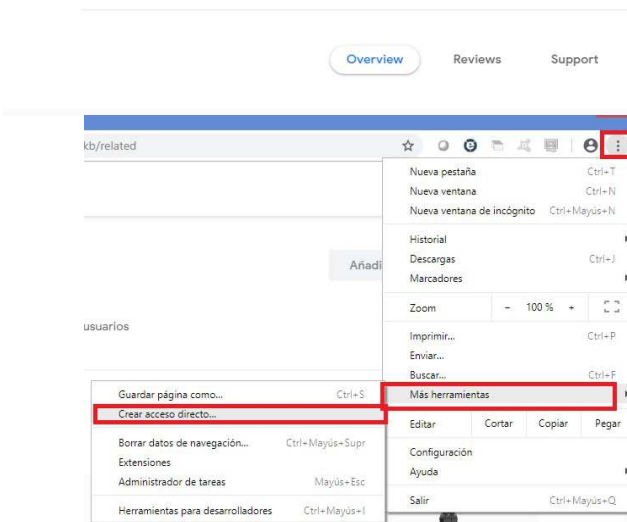 Overview Reviews Support
kb/related
Nueva pestaña Ctrl+T
Nueva ventana Ctrl+N
Nueva ventana de incógnito Ctrl+Mayús+N
Historial
Descargas Ctrl+J
Marcadores
Zoom - 100 % +
Imprimir... Ctrl+P
Enviar...
Buscar... Ctrl+F
Más herramientas
Editar Cortar Copiar Pegar
Configuración
Ayuda
Salir Ctrl+Mayús+Q
Añadi
usuarios
Guardar página como... Ctrl+S
Crear acceso directo...
Borrar datos de navegación... Ctrl+Mayús+Supr
Extensiones
Administrador de tareas Mayús+Esc
Herramientas para desarrolladores Ctrl+Mayús+I